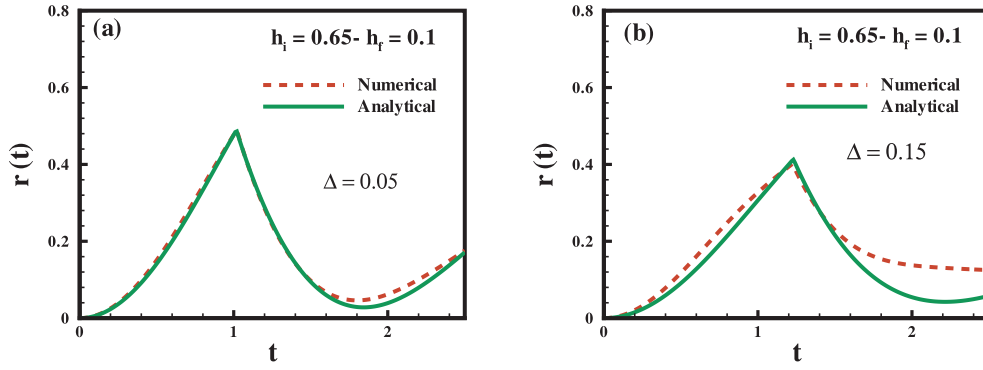 (a)
h_i = 0.65- h_f = 0.1
Numerical
Analytical
Δ = 0.05
r (t)
0.8
0.6
0.4
0.2
0
0
1
2
t
(b)
h_i = 0.65- h_f = 0.1
Numerical
Analytical
Δ = 0.15
r (t)
0.8
0.6
0.4
0.2
0
0
1
2
t